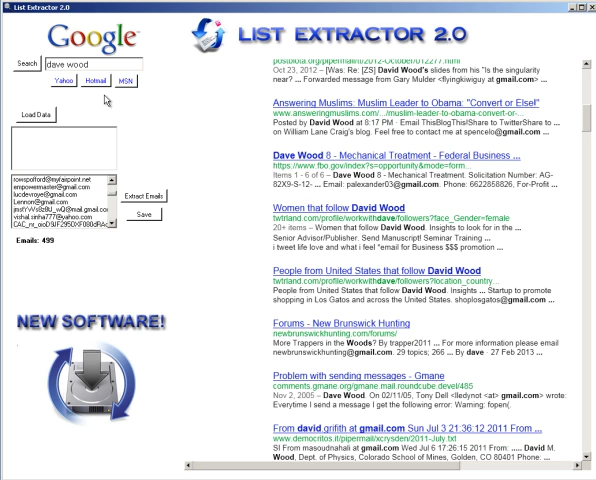 List Extractor 2.0
Google
LIST EXTRACTOR 2.0
Search
dave wood
Yahoo
Hotmail
MSN
Load Data
rowspofford@myfairpoint.net
empowermaster@gmail.com
lucdevroye@gmail.com
Lennon@gmail.com
vishal.sinha777@yahoo.com
Extract Emails
Save
Emails: 499
NEW SOFTWARE!
postbiota.org/pipermail/tt/2012-October/012277.html
Oct 23, 2012 – [Was: Re: [ZS] David Wood's slides from his "Is the singularity
near? ... Forwarded message from Gary Mulder <flyingkiwiguy at gmail.com> ...
Answering Muslims: Muslim Leader to Obama: "Convert or Else!"
www.answeringmuslims.com/.../muslim-leader-to-obama-convert-or-...
Posted by David Wood at 8:17 PM · Email ThisBlogThis!Share to TwitterShare to ...
on William Lane Craig's blog. Feel free to contact me at spencelo@gmail.com ...
David Wood 8 - Mechanical Treatment - Federal Business ...
https://www.fbo.gov/index?s=opportunity&mode=form...
Items 1 - 6 of 6 – David Wood 8 - Mechanical Treatment. Solicitation Number: AG-
82X9-S-12- ... Email: palexander03@gmail.com. Phone: 6622858826, For-Profit ...
Women that follow David Wood
twtrland.com/profile/workwithdave/followers?face_Gender=female
20+ items – Women that follow David Wood. Insights to look for in the ...
Senior Advisor/Publisher. Send Manuscript! Seminar Training ...
i tweet life love and what i feel *email for Business $$$ promotion ...
People from United States that follow David Wood
twtrland.com/profile/workwithdave/followers?location_country...
People from United States that follow David Wood. Insights ... Startup to promote
shopping in Los Gatos and across the United States. shoplosgatos@gmail.com ...
Forums - New Brunswick Hunting
newbrunswickhunting.com/forums/
More Trappers in the Woods? By trapper2011 ... For more information please email
newbrunswickhunting@gmail.com. 29 topics; 266 ... By dave · 27 Feb 2013 ...
Problem with sending messages - Gmane
comments.gmane.org/gmane.mail.roundcube.devel/485
Nov 2, 2005 – David Wood. On 02/11/05, Tony Dell <lledynot <at> gmail.com> wrote:
Everytime I send a message I get the following error: Warning: fopen(.
From david.grifith at gmail.com Sun Jul 3 21:36:12 2011 From ...
www.democritos.it/pipermail/xcrysden/2011-July.txt
SI From masoudnahali at gmail.com Wed Jul 6 17:26:15 2011 From: ..... David M.
Wood, Dept. of Physics, Colorado School of Mines, Golden, CO 80401 Phone: ...